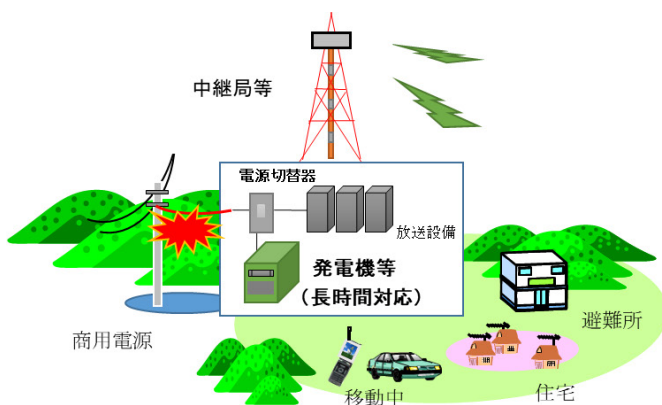 中継局等
電源切替器
放送設備
発電機等
（長時間対応）
商用電源
避難所
移動中
住宅